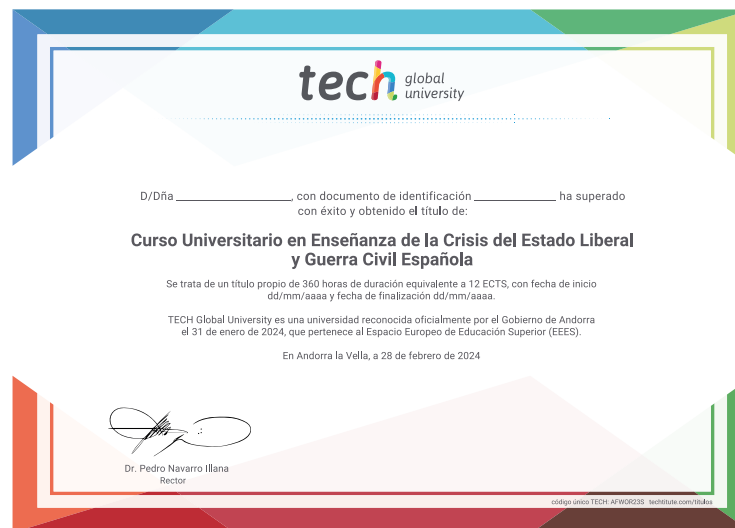 tech global
university
D/Dña ____________, con documento de identificación ____________ ha superado
con éxito y obtenido el título de:
Curso Universitario en Enseñanza de la Crisis del Estado Liberal
y Guerra Civil Española
Se trata de un título propio de 360 horas de duración equivalente a 12 ECTS, con fecha de inicio
dd/mm/aaaa y fecha de finalización dd/mm/aaaa.
TECH Global University es una universidad reconocida oficialmente por el Gobierno de Andorra
el 31 de enero de 2024, que pertenece al Espacio Europeo de Educación Superior (EEES).
En Andorra la Vella, a 28 de febrero de 2024
Dr. Pedro Navarro Illana
Rector
código único TECH: AFWOR23S techtitute.com/titulos